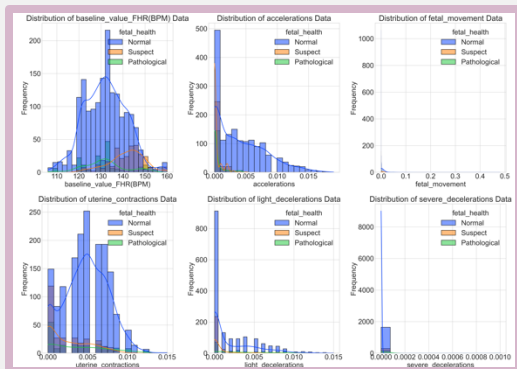 Distribution of baseline_value_FHR(BPM) Data
fetal_health
Normal
Suspect
Pathological
Frequency
200
150
100
50
0
110 120 130 140 150 160
baseline_value_FHR(BPM)
Distribution of accelerations Data
fetal_health
Normal
Suspect
Pathological
Frequency
500
400
300
200
100
0
0.000 0.005 0.010 0.015
accelerations
Distribution of fetal_movement Data
fetal_health
Normal
Suspect
Pathological
Frequency
1000
800
600
400
200
0
0.0 0.1 0.2 0.3 0.4 0.5
fetal_movement
Distribution of uterine_contractions Data
fetal_health
Normal
Suspect
Pathological
Frequency
250
200
150
100
50
0
0.000 0.005 0.010 0.015
uterine_contractions
Distribution of light_decelerations Data
fetal_health
Normal
Suspect
Pathological
Frequency
800
600
400
200
0
0.000 0.005 0.010 0.015
light_decelerations
Distribution of severe_decelerations Data
fetal_health
Normal
Suspect
Pathological
Frequency
8000
6000
4000
2000
0
0.0000 0.0002 0.0004 0.0006 0.0008 0.0010
severe_decelerations